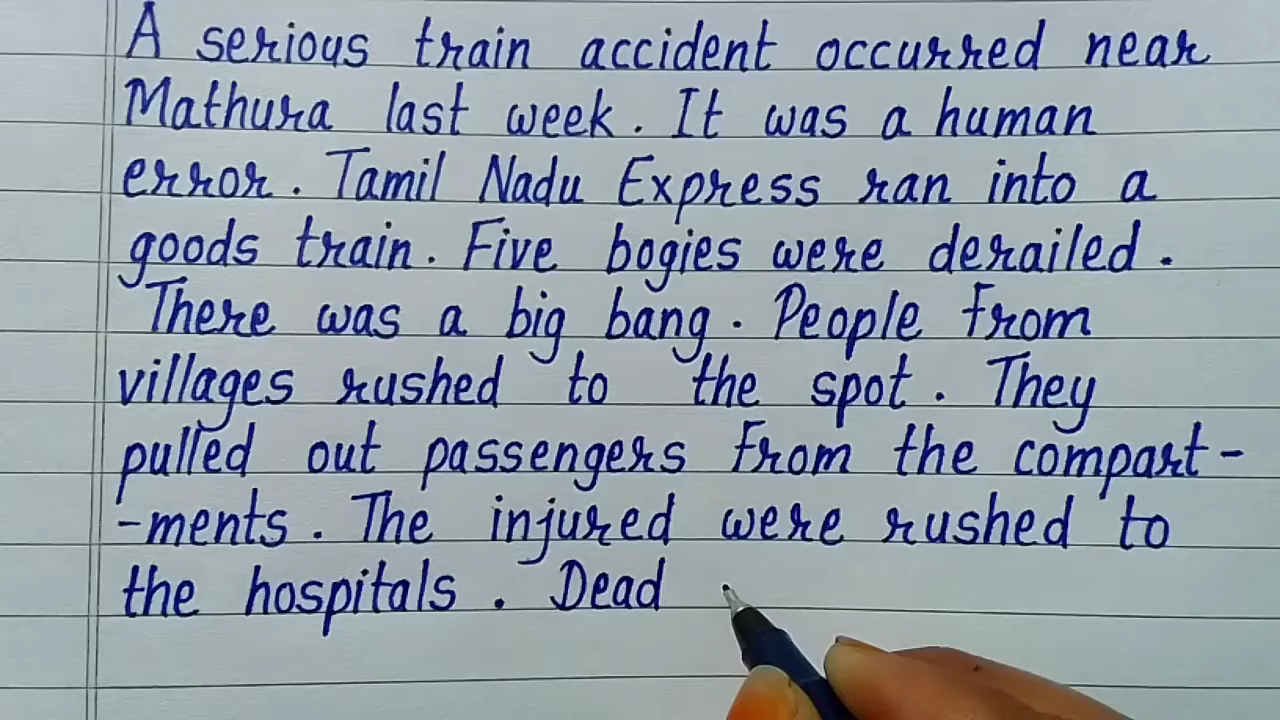 A serious train accident occurred near
Mathura last week. It was a human
error. Tamil Nadu Express ran into a
goods train. Five bogies were derailed.
There was a big bang. People from
villages rushed to the spot. They
pulled out passengers from the compart-
-ments. The injured were rushed to
the hospitals. Dead